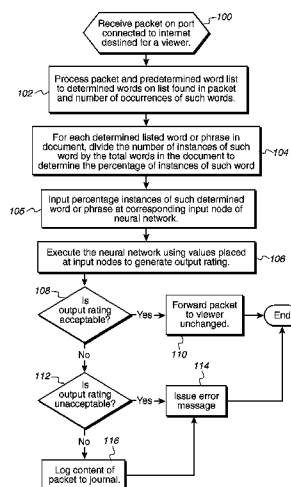 100
Receive packet on port
connected to internet
destined for a viewer.
Process packet and predetermined word list
to determined words on list found in packet
and number of occurrences of such words.
102
For each determined listed word or phrase in
document, divide the number of instances of such
word by the total words in the document to
determine the percentage of instances of such word
104
Input percentage instances of such determined
word or phrase at corresponding input node of
neural network.
105
Execute the neural network using values placed
at input nodes to generate output rating.
106
108
Is
output rating
acceptable?
Yes
Forward packet
to viewer
unchanged.
110
End
No
112
Is
output rating
unacceptable?
Yes
114
Issue error
message
No
116
Log content of
packet to journal.